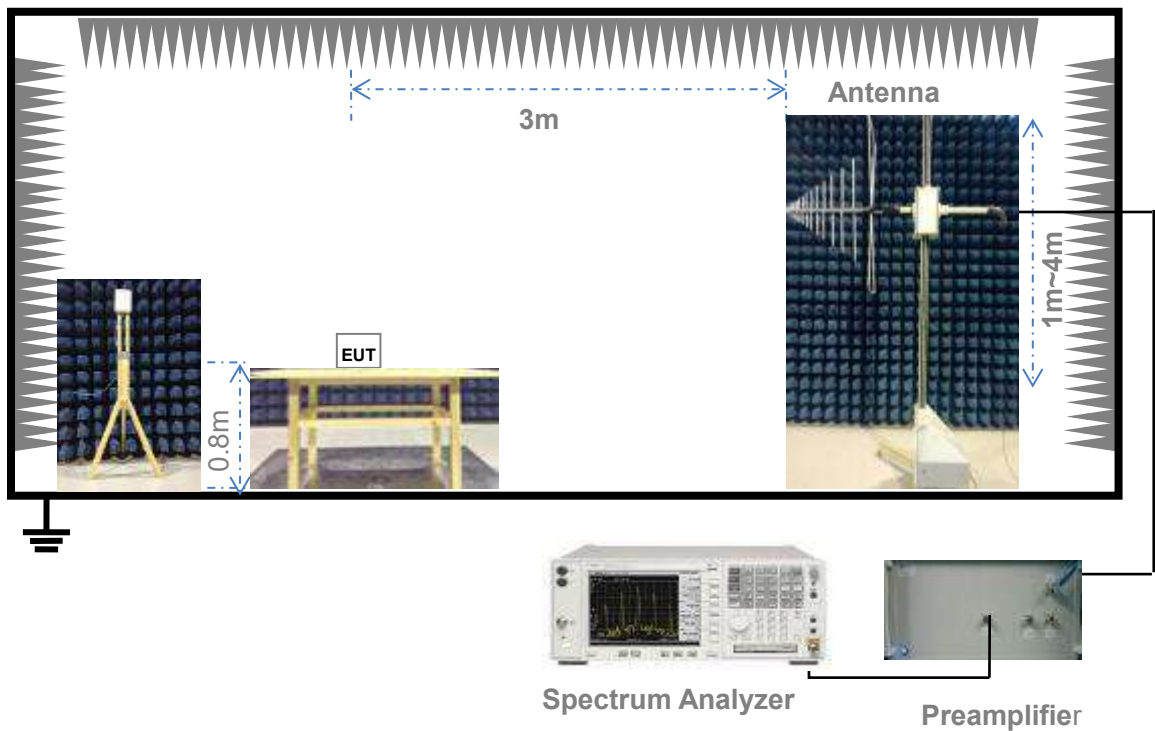 Antenna
3m
1m~4m
EUT
0.8m
Spectrum Analyzer
Preamplifier